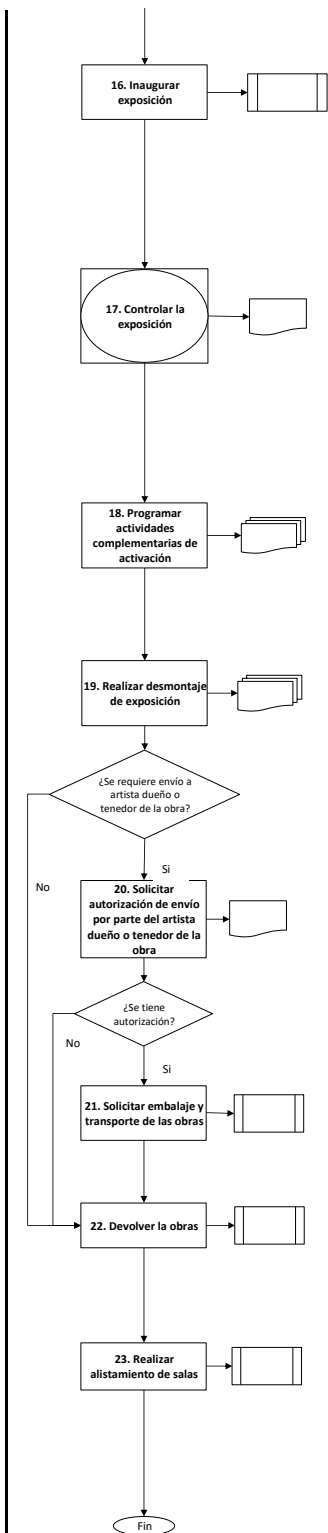 16. Inaugurar
exposición
17. Controlar la
exposición
18. Programar
actividades
complementarias de
activación
19. Realizar desmontaje
de exposición
¿Se requiere envío a
artista dueño o
tenedor de la obra?
Si
No
20. Solicitar
autorización de envío
por parte del artista
dueño o tenedor de la
obra
¿Se tiene
autorización?
No
Si
21. Solicitar embalaje y
transporte de las obras
22. Devolver la obras
23. Realizar
alistamiento de salas
Fin